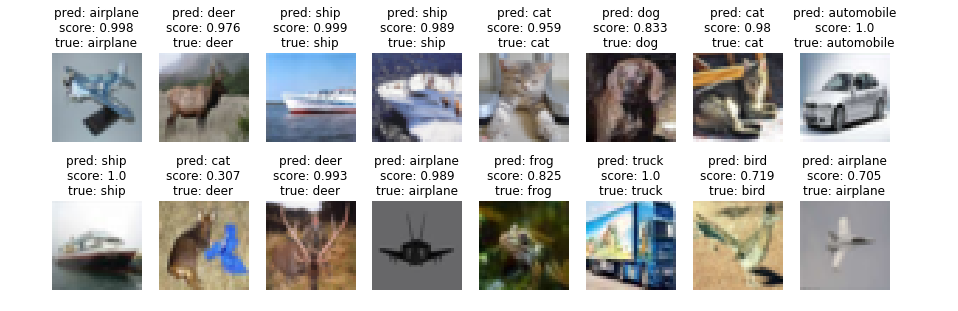 pred: airplane
score: 0.998
true: airplane
pred: deer
score: 0.976
true: deer
pred: ship
score: 0.999
true: ship
pred: ship
score: 0.989
true: ship
pred: cat
score: 0.959
true: cat
pred: dog
score: 0.833
true: dog
pred: cat
score: 0.98
true: cat
pred: automobile
score: 1.0
true: automobile
pred: ship
score: 1.0
true: ship
pred: cat
score: 0.307
true: deer
pred: deer
score: 0.993
true: deer
pred: airplane
score: 0.989
true: airplane
pred: frog
score: 0.825
true: frog
pred: truck
score: 1.0
true: truck
pred: bird
score: 0.719
true: bird
pred: airplane
score: 0.705
true: airplane